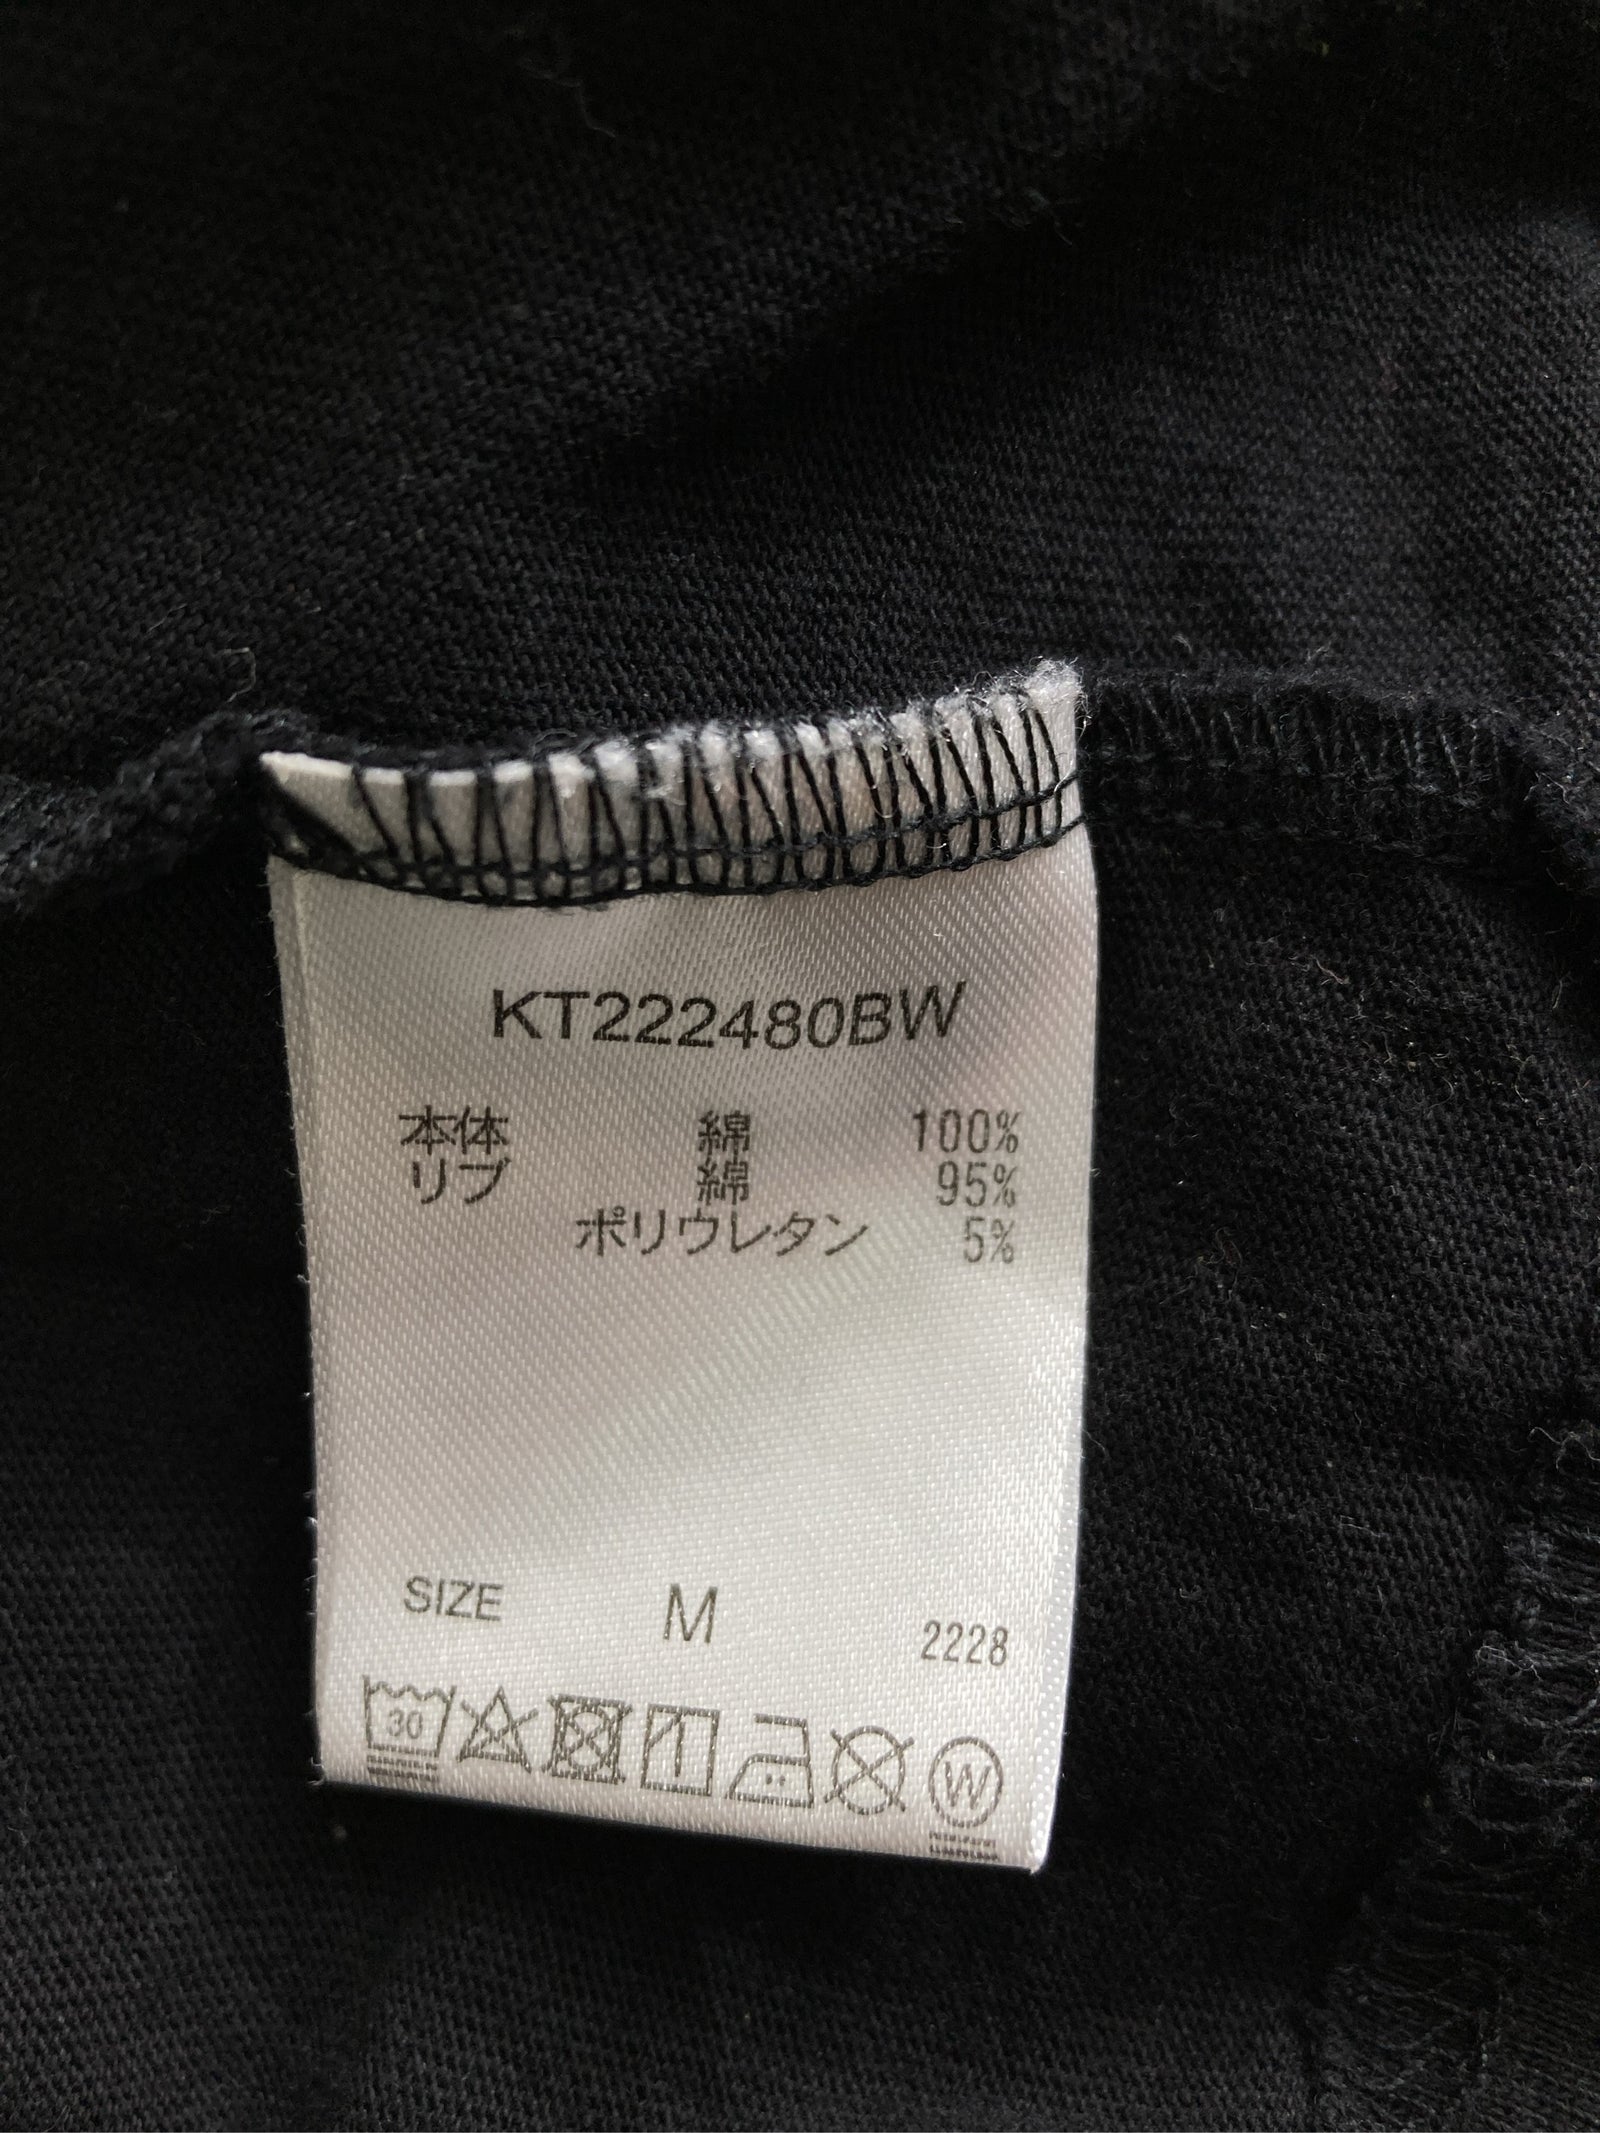 KT222480BW
本体 綿 100%
リブ 綿 95%
ポリウレタン 5%
SIZE M 2228
30
W